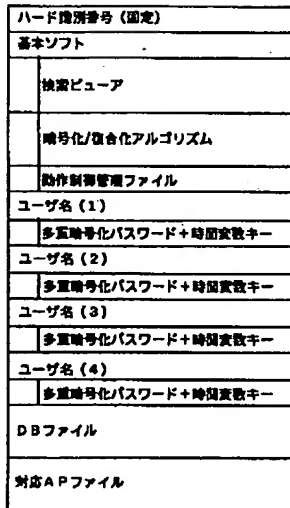 ハード識別番号（固定）
基本ソフト
検索ビューア
暗号化/復合化アルゴリズム
動作制御管理ファイル
ユーザ名（1）
多重暗号化パスワード＋時間変数キー
ユーザ名（2）
多重暗号化パスワード＋時間変数キー
ユーザ名（3）
多重暗号化パスワード＋時間変数キー
ユーザ名（4）
多重暗号化パスワード＋時間変数キー
DBファイル
対応APファイル